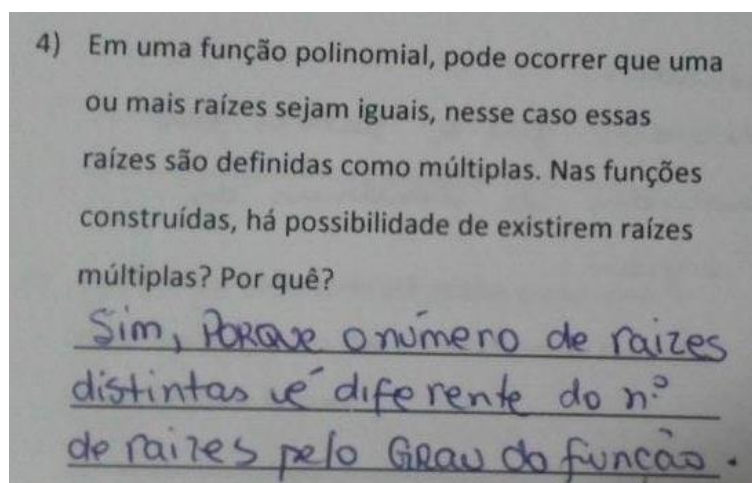 4) Em uma função polinomial, pode ocorrer que uma
ou mais raízes sejam iguais, nesse caso essas
raízes são definidas como múltiplas. Nas funções
construídas, há possibilidade de existirem raízes
múltiplas? Por quê?
Sim, PORQUE o número de raizes
distintas é diferente do nº
de raizes pelo GRAU da função.